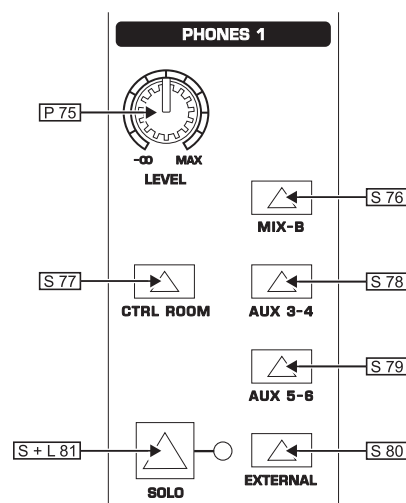 PHONES 1
P 75
-∞ MAX
LEVEL
S 76
MIX-B
S 77
S 78
CTRL ROOM AUX 3-4
S 79
AUX 5-6
S + L 81
S 80
SOLO EXTERNAL